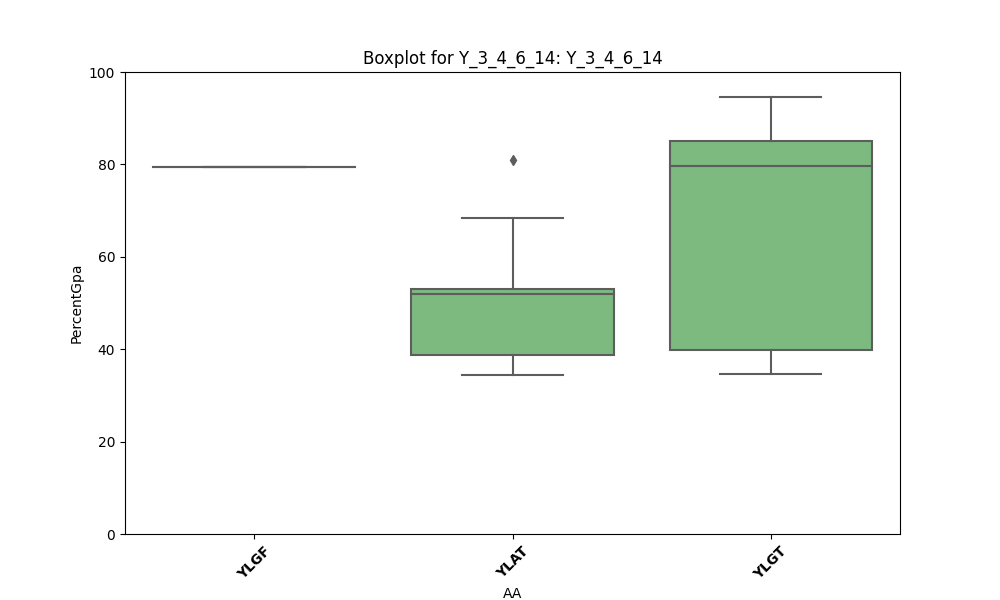 Boxplot for Y_3_4_6_14: Y_3_4_6_14
100
80
60
40
20
0
PercentGpa
YLGF
YLAT
YLGT
AA